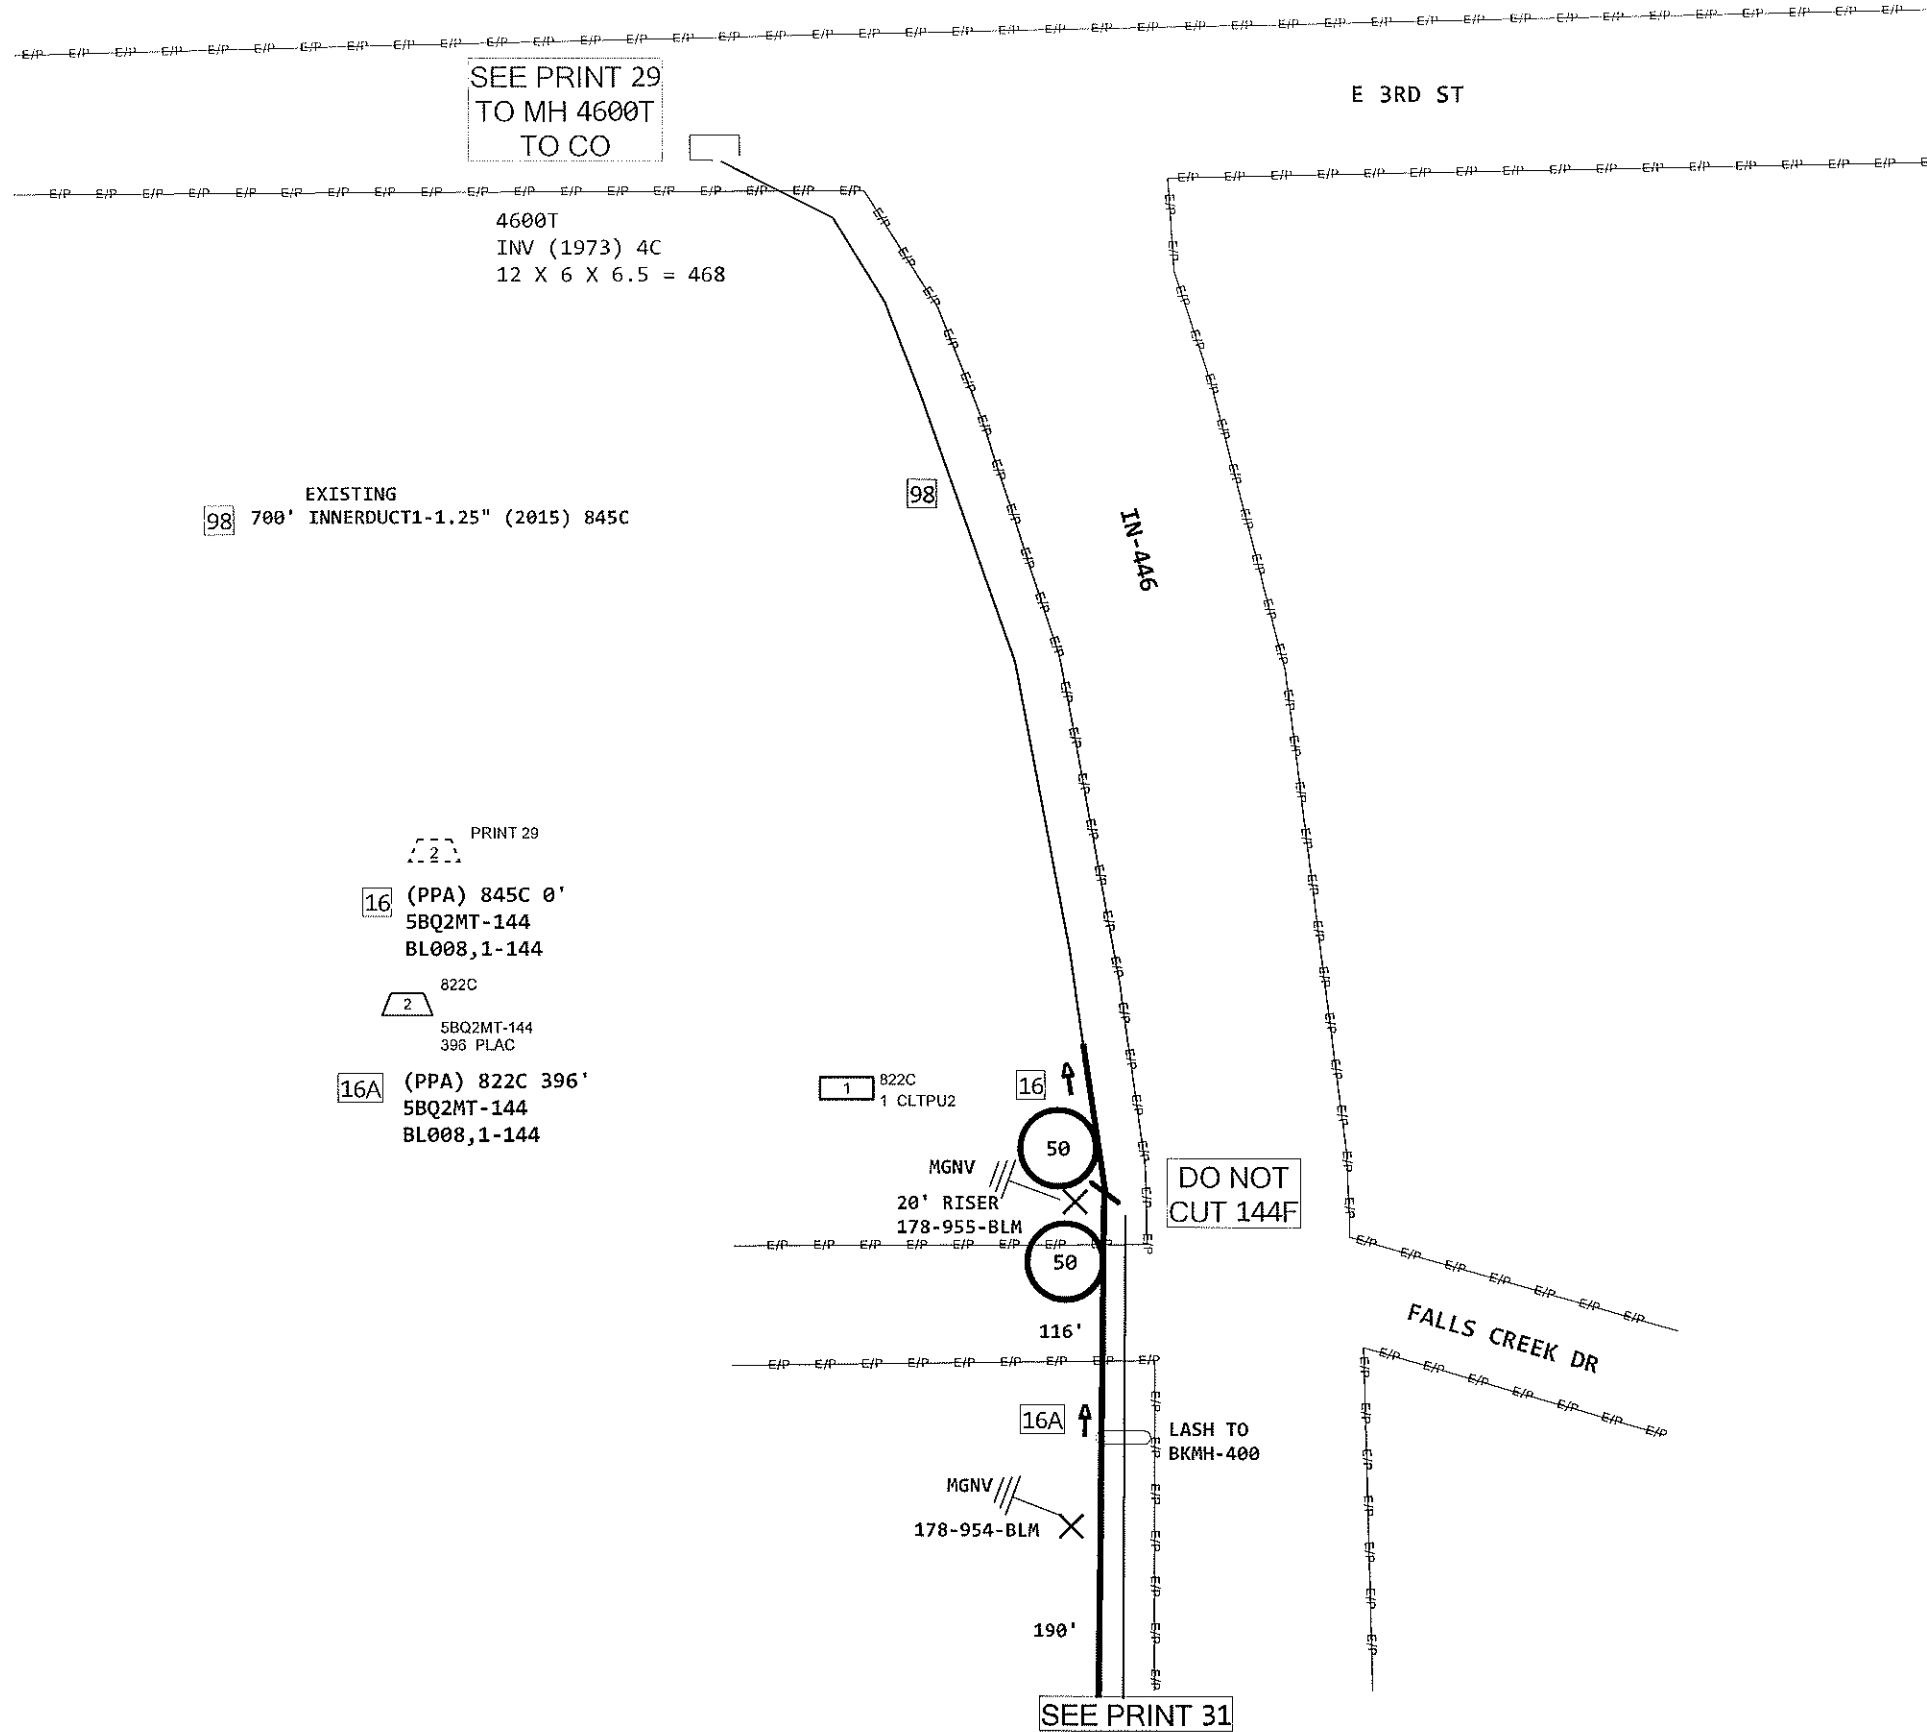 SEE PRINT 29
TO MH 4600T
TO CO
E 3RD ST
4600T
INV (1973) 4C
12 X 6 X 6.5 = 468
EXISTING
98 700' INNERDUCT1-1.25" (2015) 845C
98
IN-446
PRINT 29
2
16 (PPA) 845C 0'
5BQ2MT-144
BL008,1-144
822C
2
5BQ2MT-144
396 PLAC
16A (PPA) 822C 396'
5BQ2MT-144
BL008,1-144
1 822C
1 CLTPU2
16
50
MGNV
20' RISER
178-955-BLM
DO NOT
CUT 144F
50
116'
FALLS CREEK DR
16A
LASH TO
BKMH-400
MGNV
178-954-BLM
190'
SEE PRINT 31
E/P E/P E/P E/P E/P E/P E/P E/P E/P E/P